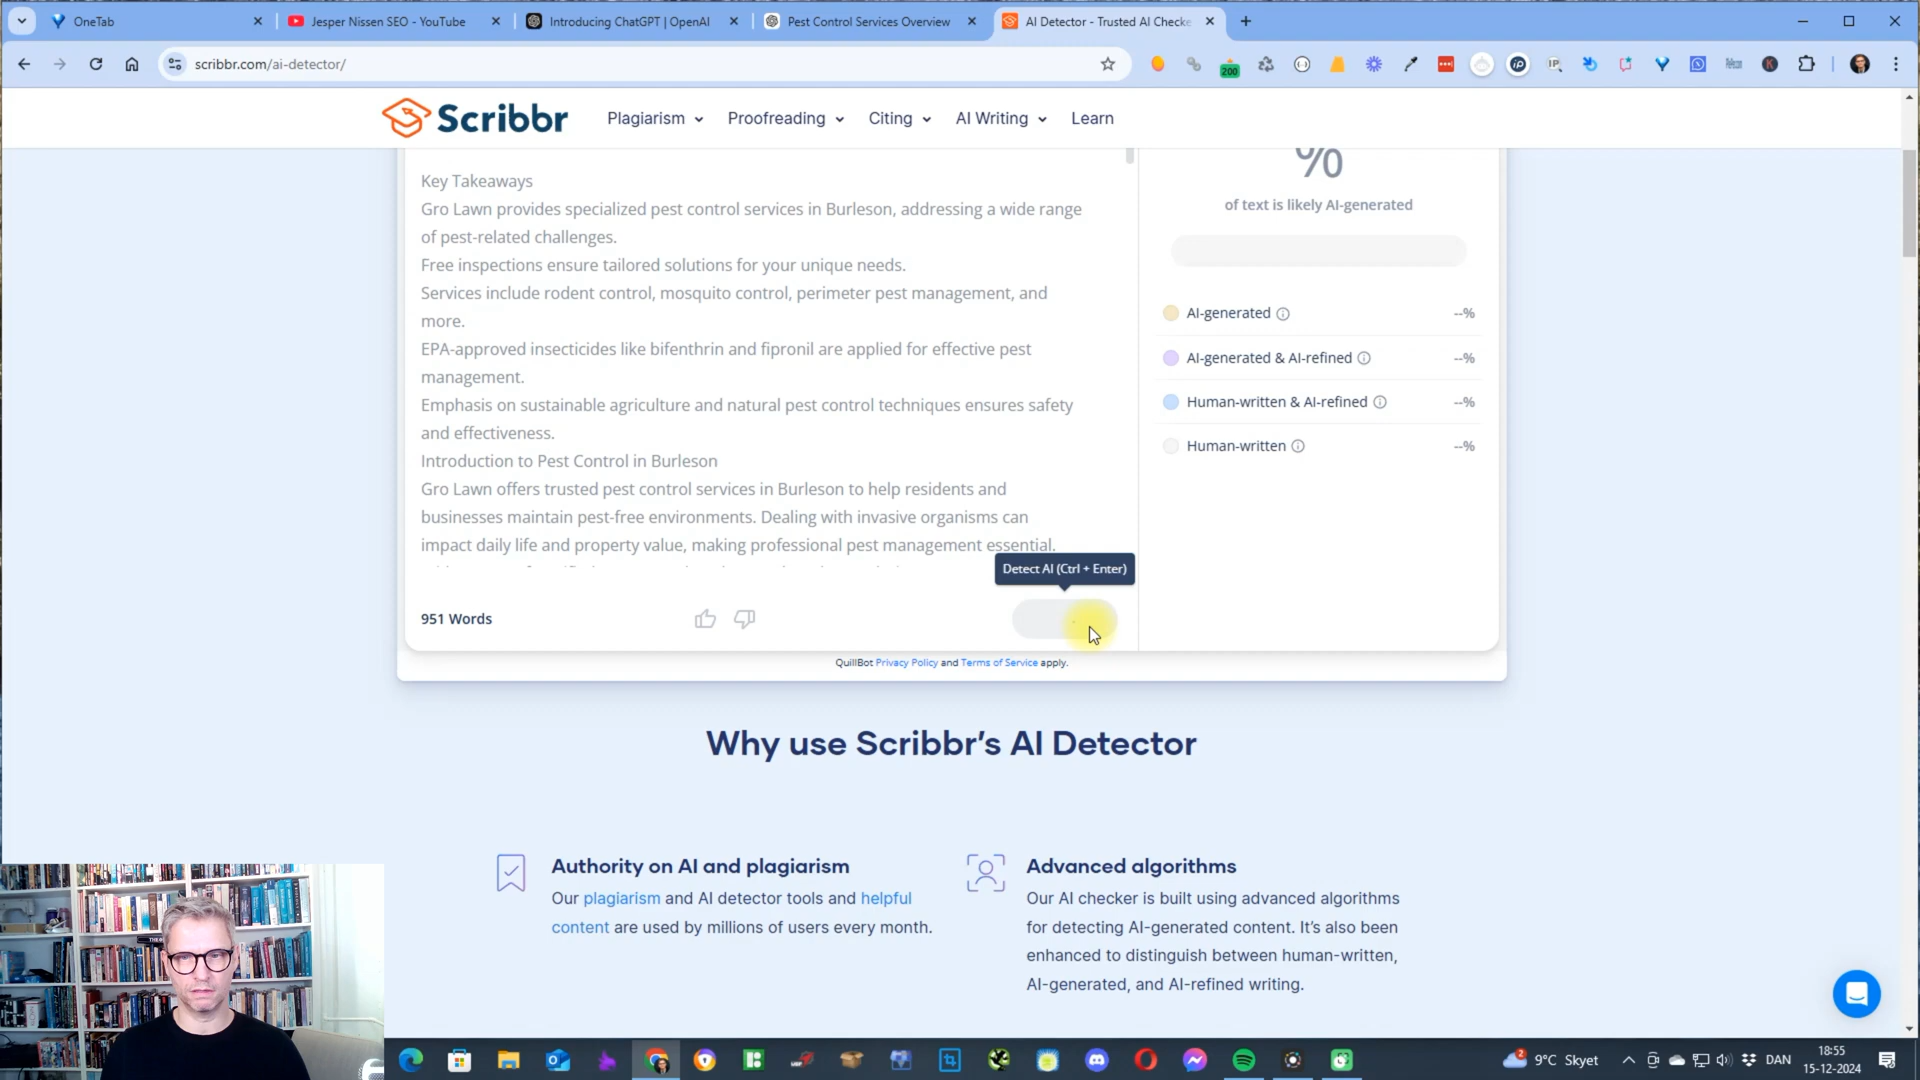 OneTab
Jesper Nissen SEO - YouTube
Introducing ChatGPT | OpenAI
Pest Control Services Overview
AI Detector - Trusted AI Checke
scribbr.com/ai-detector/
200
Scribbr
Plagiarism
Proofreading
Citing
AI Writing
Learn
Key Takeaways
Gro Lawn provides specialized pest control services in Burleson, addressing a wide range
of pest-related challenges.
Free inspections ensure tailored solutions for your unique needs.
Services include rodent control, mosquito control, perimeter pest management, and
more.
EPA-approved insecticides like bifenthrin and fipronil are applied for effective pest
management.
Emphasis on sustainable agriculture and natural pest control techniques ensures safety
and effectiveness.
Introduction to Pest Control in Burleson
Gro Lawn offers trusted pest control services in Burleson to help residents and
businesses maintain pest-free environments. Dealing with invasive organisms can
impact daily life and property value, making professional pest management essential.
Detect AI (Ctrl + Enter)
951 Words
%
of text is likely AI-generated
AI-generated --%
AI-generated & AI-refined --%
Human-written & AI-refined --%
Human-written --%
QuillBot Privacy Policy and Terms of Service apply.
Why use Scribbr's AI Detector
Authority on AI and plagiarism
Our plagiarism and AI detector tools and helpful
content are used by millions of users every month.
Advanced algorithms
Our AI checker is built using advanced algorithms
for detecting AI-generated content. It's also been
enhanced to distinguish between human-written,
AI-generated, and AI-refined writing.
2
9°C Skyet
DAN
18:55
15-12-2024